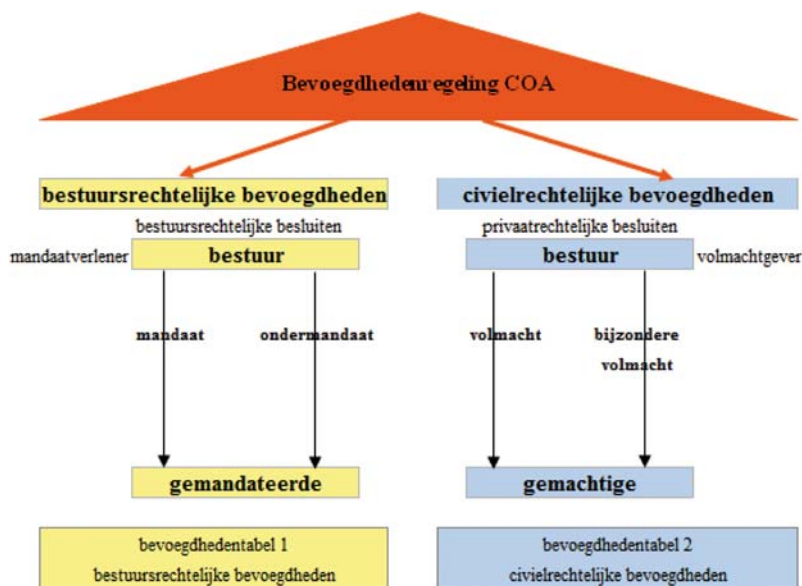 Bevoegdhedenregeling COA
bestuursrechtelijke bevoegdheden
bestuursrechtelijke besluiten
mandaatverlener
bestuur
mandaat
ondermandaat
gemandateerde
bevoegdhedentabel 1
bestuursrechtelijke bevoegdheden
civielrechtelijke bevoegdheden
privaatrechtelijke besluiten
bestuur
volmachtgever
volmacht
bijzondere
volmacht
gemachtige
bevoegdhedentabel 2
civielrechtelijke bevoegdheden